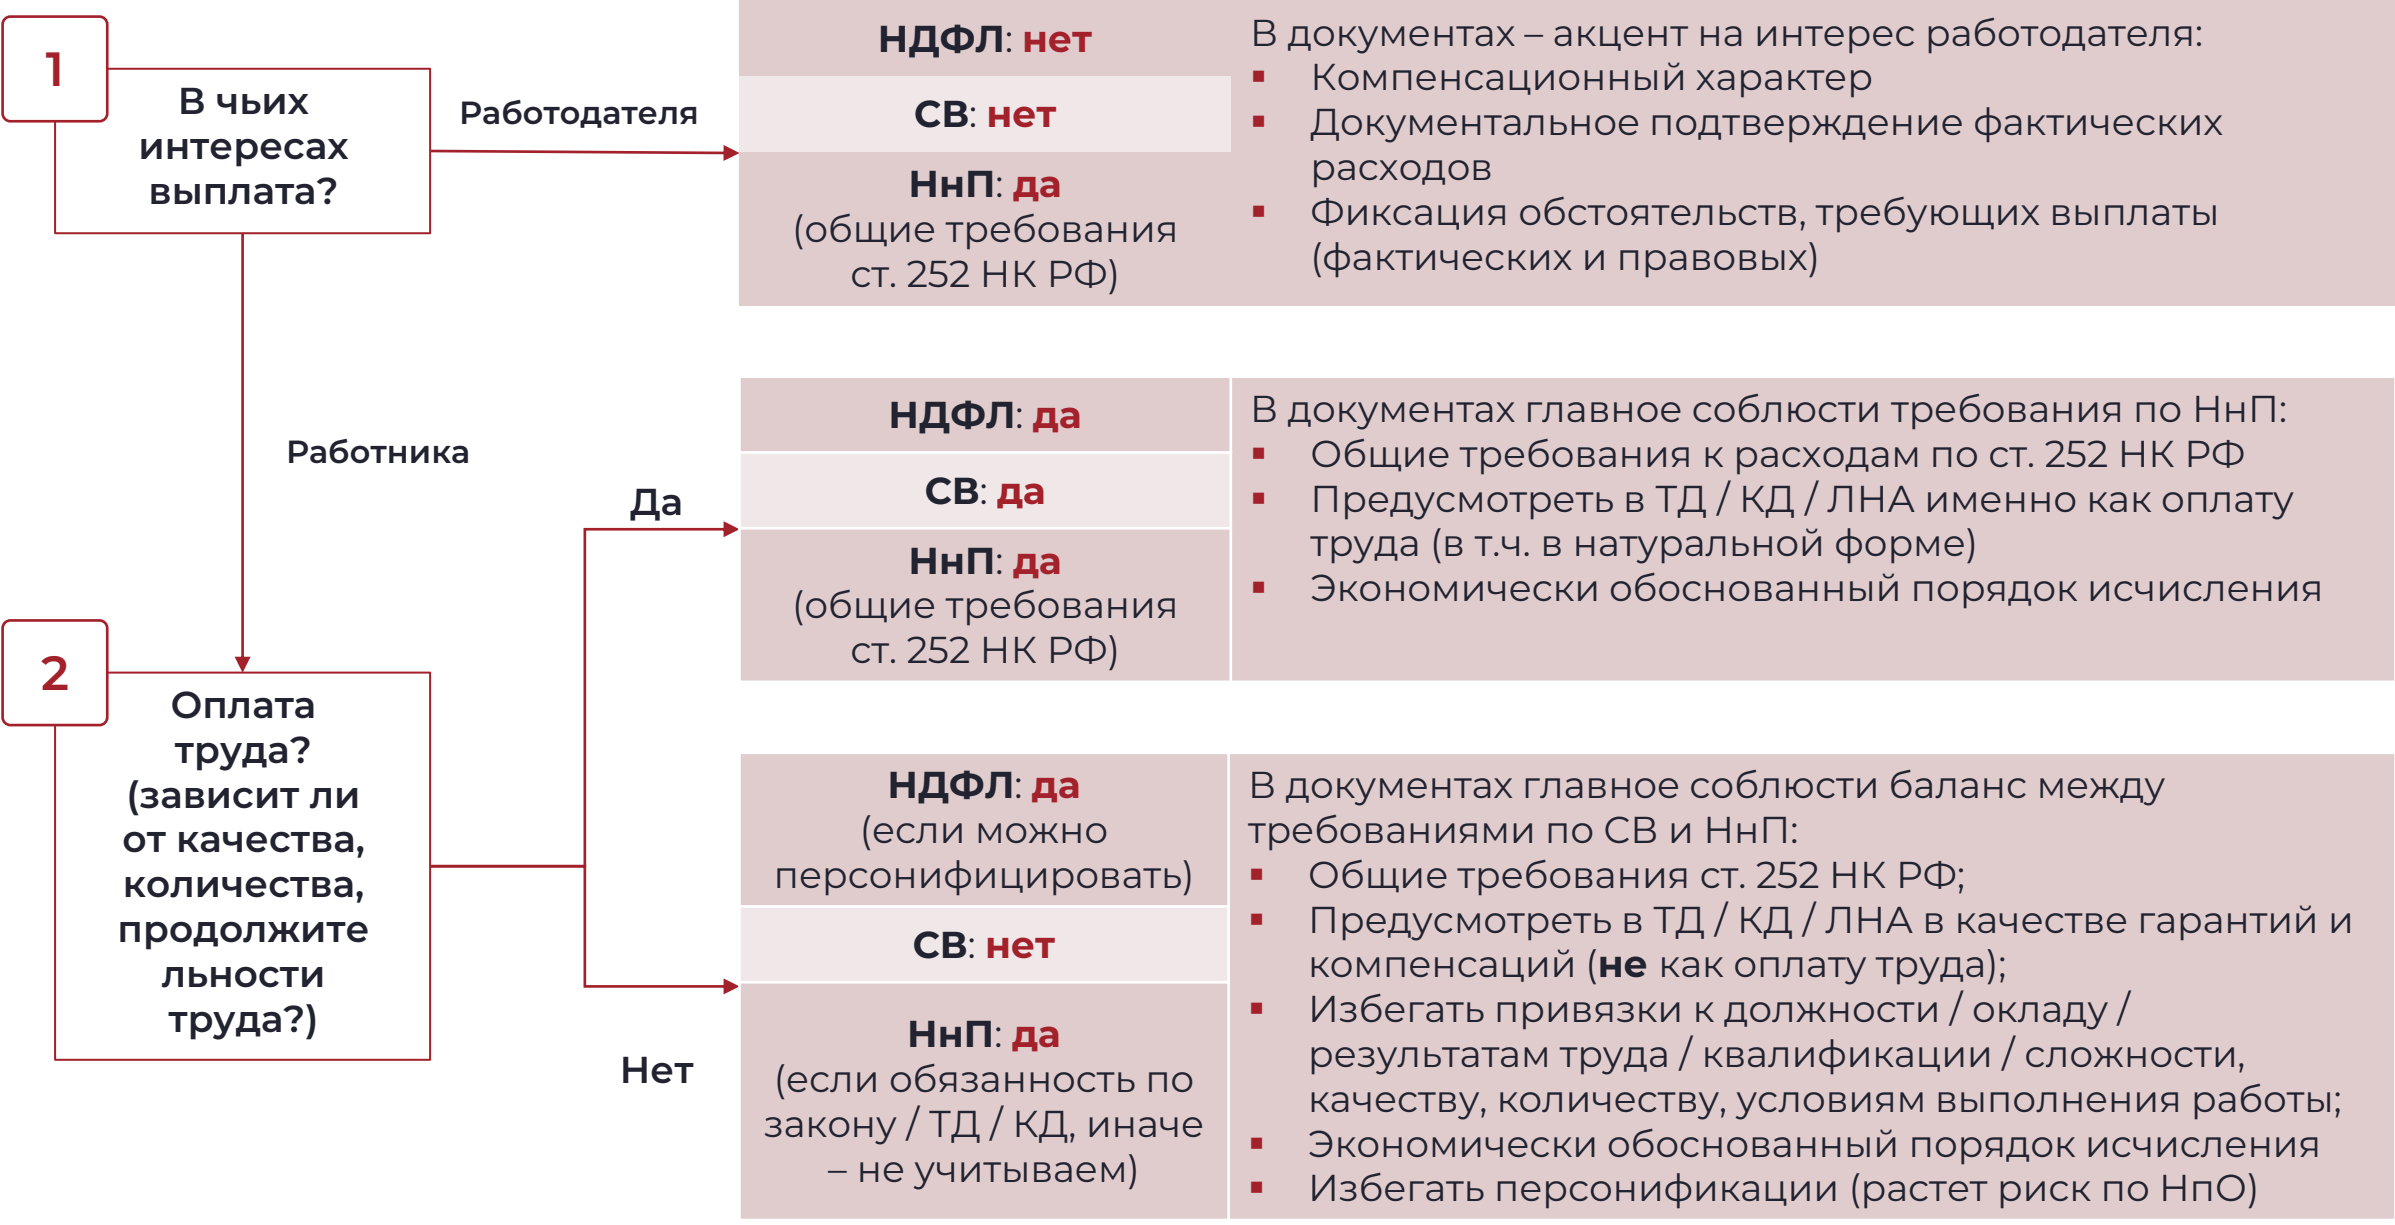 1
В чьих
интересах
выплата?
Работодателя
НДФЛ: нет
СВ: нет
НнП: да
(общие требования
ст. 252 НК РФ)
В документах – акцент на интерес работодателя:
▪ Компенсационный характер
▪ Документальное подтверждение фактических
расходов
▪ Фиксация обстоятельств, требующих выплаты
(фактических и правовых)
Работника
2
Оплата
труда?
(зависит ли
от качества,
количества,
продолжите
льности
труда?)
Да
НДФЛ: да
СВ: да
НнП: да
(общие требования
ст. 252 НК РФ)
В документах главное соблюсти требования по НнП:
▪ Общие требования к расходам по ст. 252 НК РФ
▪ Предусмотреть в ТД / КД / ЛНА именно как оплату
труда (в т.ч. в натуральной форме)
▪ Экономически обоснованный порядок исчисления
Нет
НДФЛ: да
(если можно
персонифицировать)
СВ: нет
НнП: да
(если обязанность по
закону / ТД / КД, иначе
– не учитываем)
В документах главное соблюсти баланс между
требованиями по СВ и НнП:
▪ Общие требования ст. 252 НК РФ;
▪ Предусмотреть в ТД / КД / ЛНА в качестве гарантий и
компенсаций (не как оплату труда);
▪ Избегать привязки к должности / окладу /
результатам труда / квалификации / сложности,
качеству, количеству, условиям выполнения работы;
▪ Экономически обоснованный порядок исчисления
▪ Избегать персонификации (растет риск по НпО)